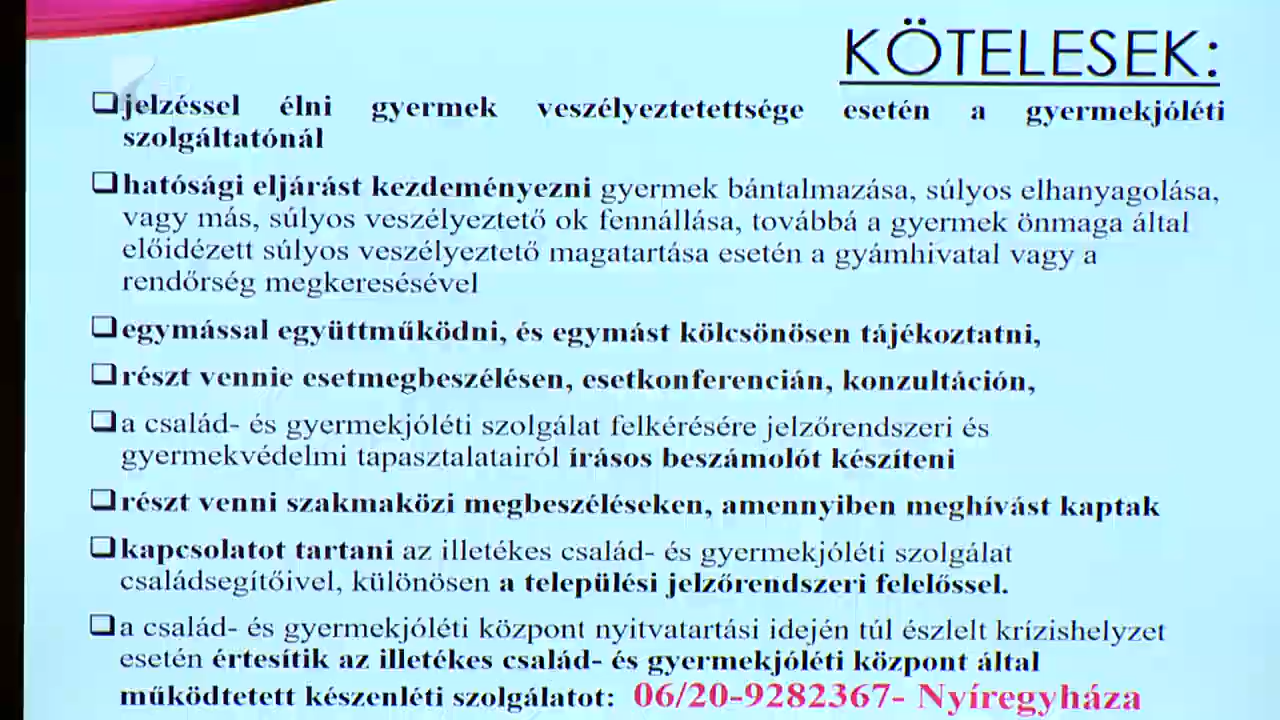 KÖTELESEK:
❑jelzéssel élni gyermek veszélyeztetettsége esetén a gyermekjóléti
szolgáltatónál
❑hatósági eljárást kezdeményezni gyermek bántalmazása, súlyos elhanyagolása,
vagy más, súlyos veszélyeztető ok fennállása, továbbá a gyermek önmaga által
előidézett súlyos veszélyeztető magatartása esetén a gyámhivatal vagy a
rendőrség megkeresésével
❑egymással együttműködni, és egymást kölcsönösen tájékoztatni,
❑részt vennie esetmegbeszélésen, esetkonferencián, konzultáción,
❑a család- és gyermekjóléti szolgálat felkérésére jelzőrendszeri és
gyermekvédelmi tapasztalatairól írásos beszámolót készíteni
❑részt venni szakmaközi megbeszéléseken, amennyiben meghívást kaptak
❑kapcsolatot tartani az illetékes család- és gyermekjóléti szolgálat
családsegítőivel, különösen a települési jelzőrendszeri felelőssel.
❑a család- és gyermekjóléti központ nyitvatartási idején túl észlelt krízishelyzet
esetén értesítik az illetékes család- és gyermekjóléti központ által
működtetett készenléti szolgálatot: 06/20-9282367- Nyíregyháza